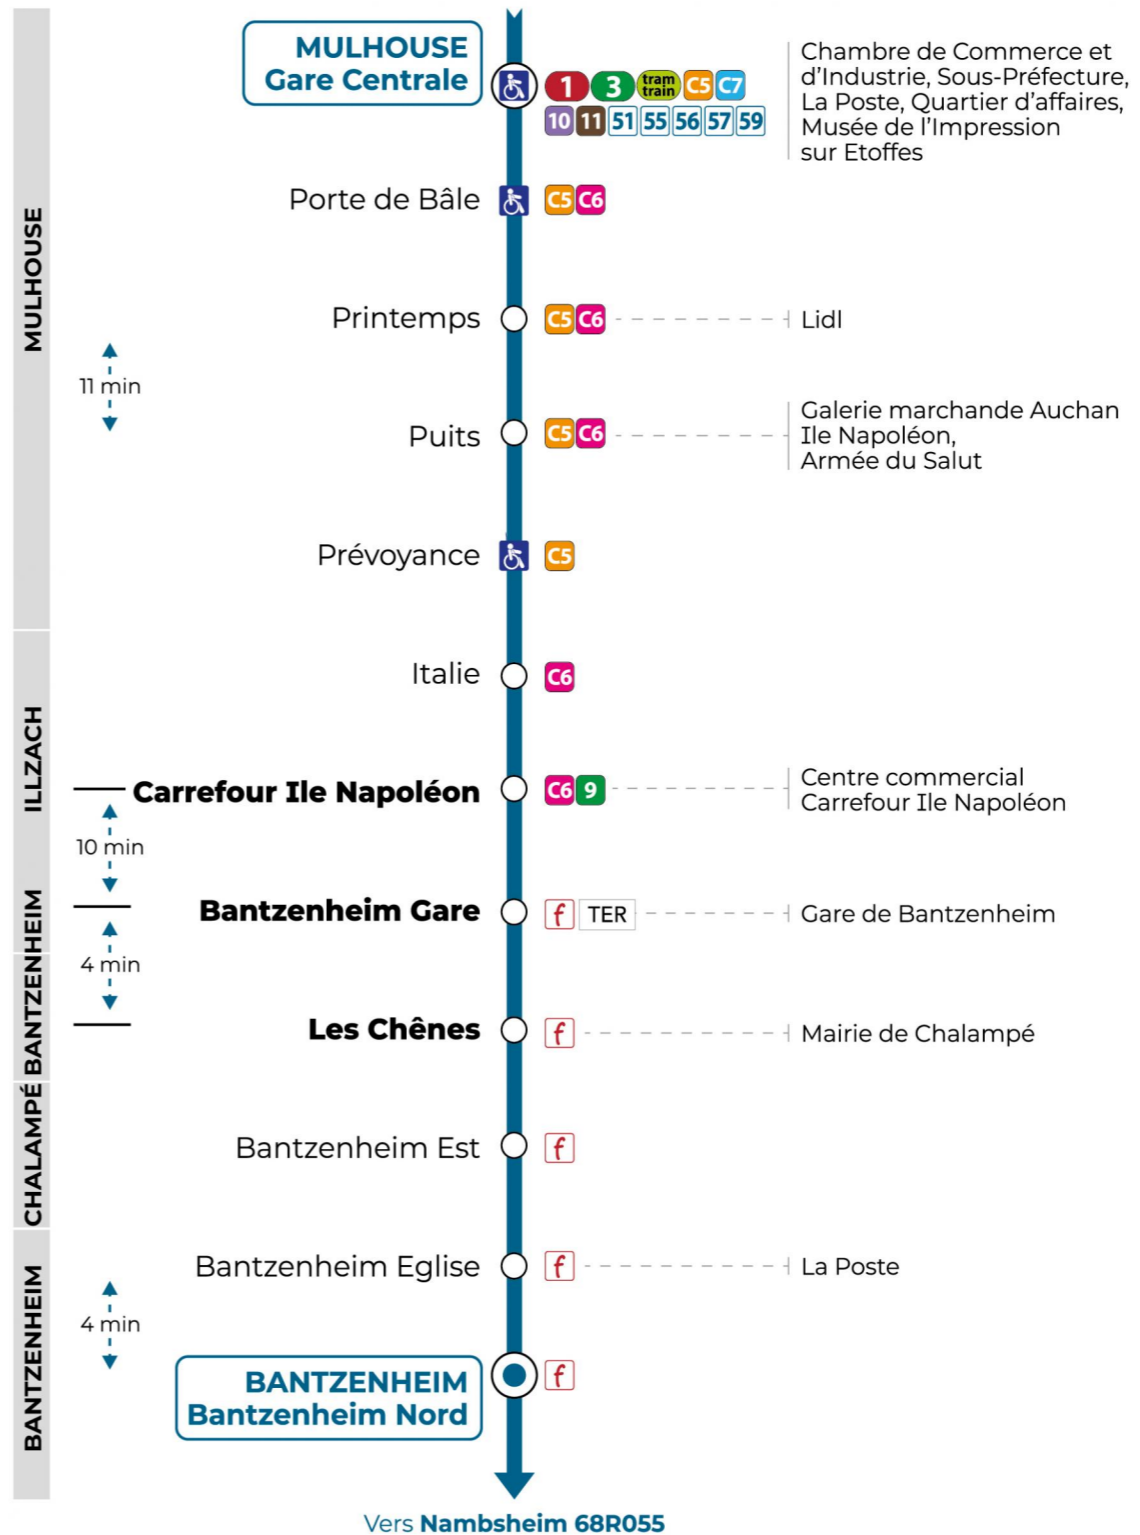 MULHOUSE
Gare Centrale
1 3 tram train C5 C7
10 11 51 55 56 57 59
Chambre de Commerce et
d'Industrie, Sous-Préfecture,
La Poste, Quartier d'affaires,
Musée de l'Impression
sur Etoffes
MULHOUSE
Porte de Bâle
C5 C6
Printemps
C5 C6
Lidl
11 min
Puits
C5 C6
Galerie marchande Auchan
Ile Napoléon,
Armée du Salut
Prévoyance
C5
ILLZACH
Italie
C6
Carrefour Ile Napoléon
C6 9
Centre commercial
Carrefour Ile Napoléon
10 min
BANTZENHEIM
Bantzenheim Gare
f TER
Gare de Bantzenheim
4 min
Les Chênes
f
Mairie de Chalampé
CHALAMPÉ
Bantzenheim Est
f
BANTZENHEIM
Bantzenheim Eglise
f
La Poste
4 min
BANTZENHEIM
Bantzenheim Nord
f
Vers Nambsheim 68R055